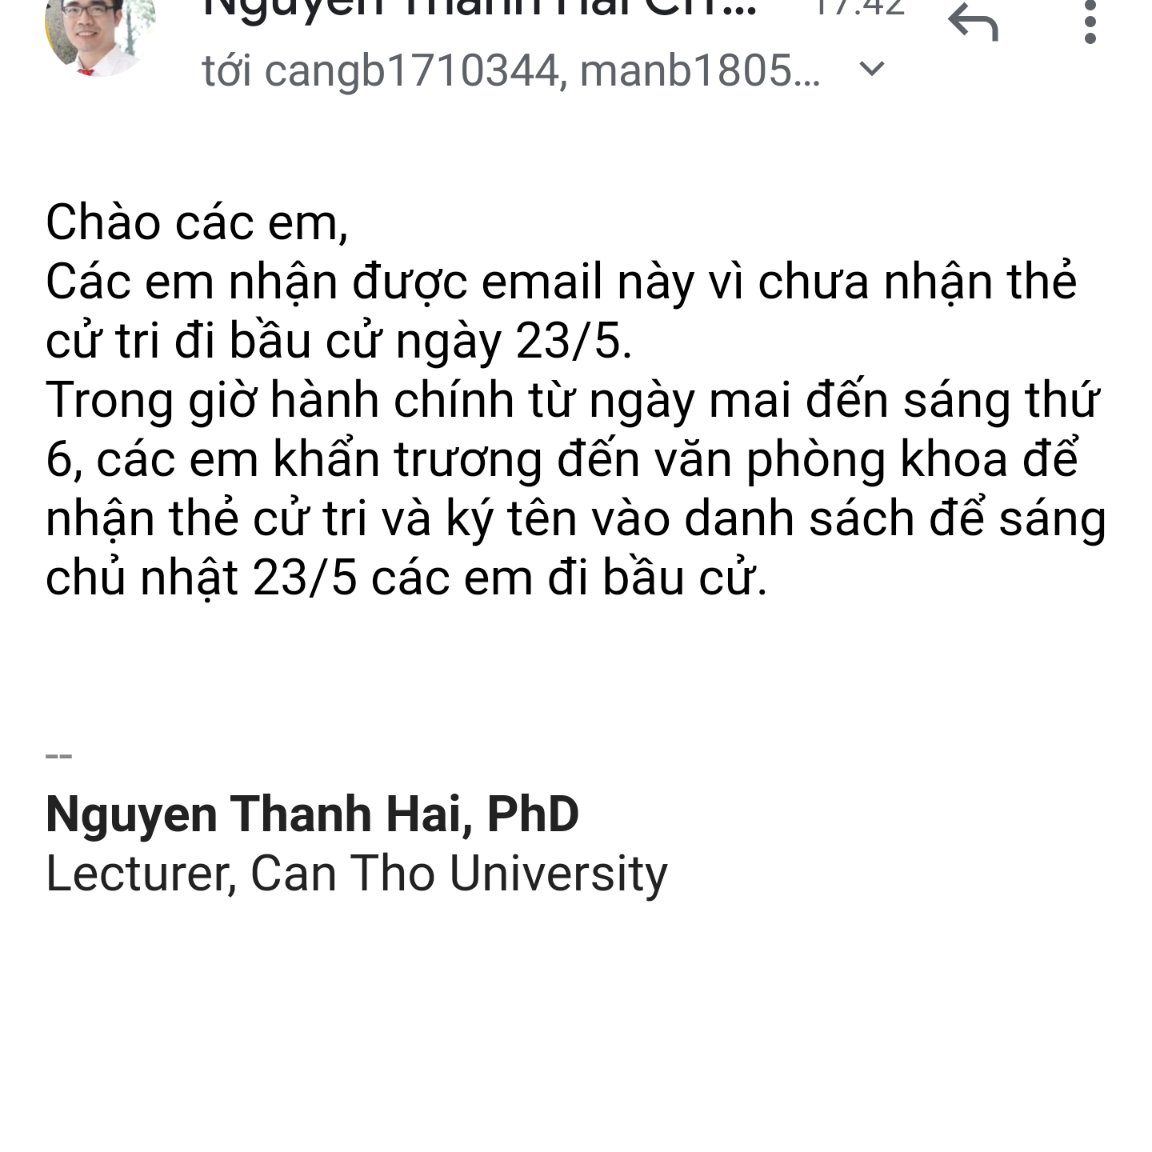 Nguyen Thanh Hai CIT... 17:42
tới cangb1710344, manb1805...
Chào các em,
Các em nhận được email này vì chưa nhận thẻ
cử tri đi bầu cử ngày 23/5.
Trong giờ hành chính từ ngày mai đến sáng thứ
6, các em khẩn trương đến văn phòng khoa để
nhận thẻ cử tri và ký tên vào danh sách để sáng
chủ nhật 23/5 các em đi bầu cử.
--
Nguyen Thanh Hai, PhD
Lecturer, Can Tho University